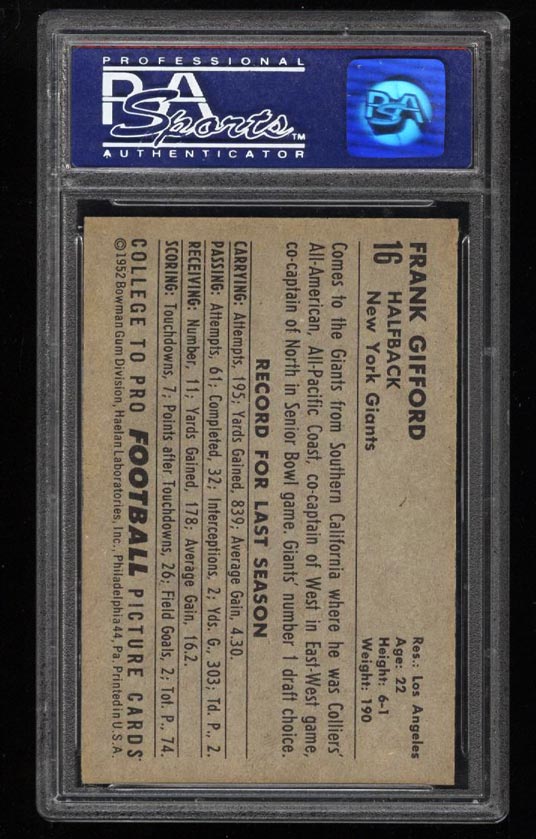 PROFESSIONAL
PSA
Sports™
AUTHENTICATOR
PSA
FRANK GIFFORD
16 HALFBACK
New York Giants
Res.: Los Angeles
Age: 22
Height: 6-1
Weight: 190
Comes to the Giants from Southern California where he was Colliers'
All-American, All-Pacific Coast, co-captain of West in East-West game,
co-captain of North in Senior Bowl game. Giants' number 1 draft choice.
RECORD FOR LAST SEASON
CARRYING: Attempts, 195; Yards Gained, 839; Average Gain, 4.30.
PASSING: Attempts, 61; Completed, 32; Interceptions, 2; Yds. G., 303; Td. P., 2.
RECEIVING: Number, 11; Yards Gained, 178; Average Gain, 16.2.
SCORING: Touchdowns, 7; Points after Touchdowns, 26; Field Goals, 2; Tot. P., 74.
COLLEGE TO PRO FOOTBALL PICTURE CARDS
©1952 Bowman Gum Division, Haelan Laboratories, Inc., Philadelphia 44, Pa. Printed in U.S.A.